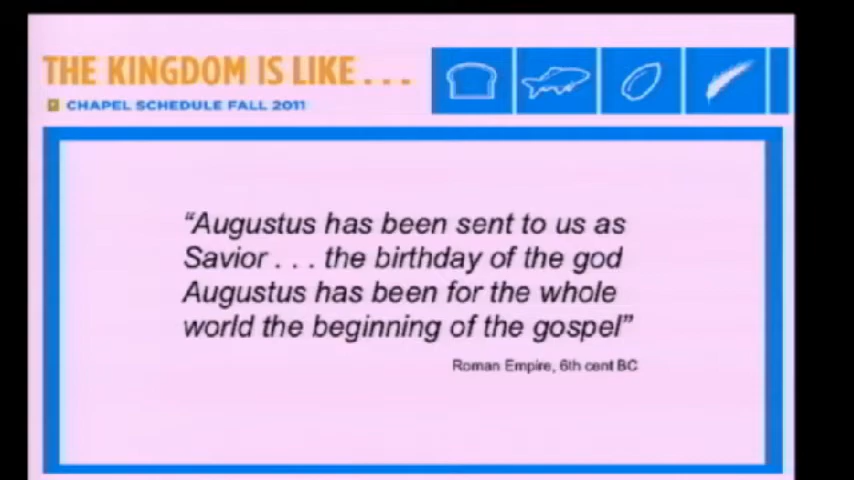 THE KINGDOM IS LIKE . . .
CHAPEL SCHEDULE FALL 2011
“Augustus has been sent to us as
Savior . . . the birthday of the god
Augustus has been for the whole
world the beginning of the gospel”
Roman Empire, 6th cent BC